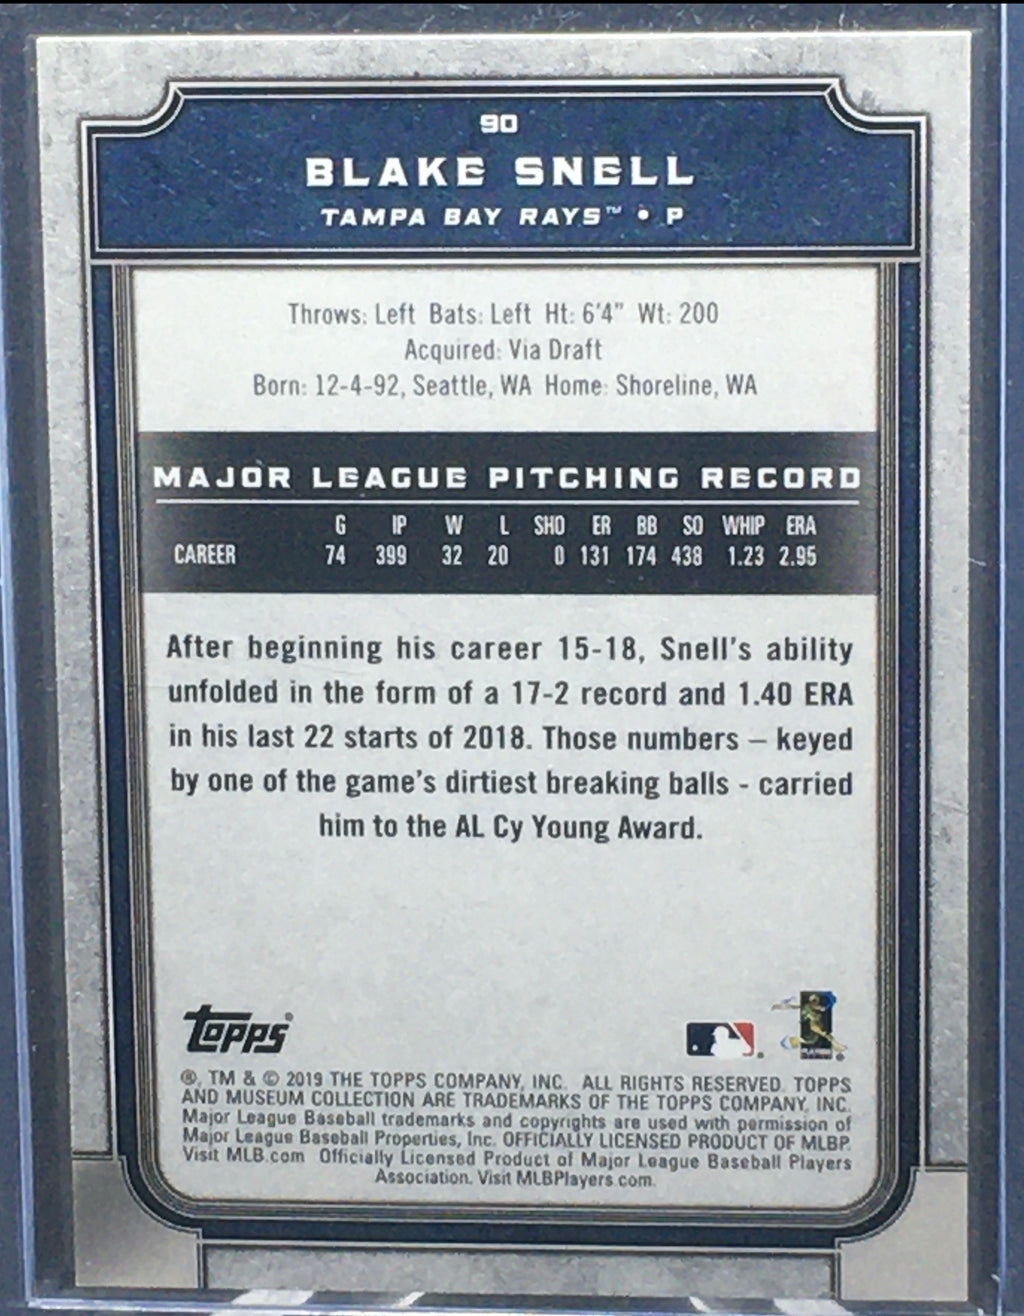 90
BLAKE SNELL
TAMPA BAY RAYS™ • P
Throws: Left Bats: Left Ht: 6'4" Wt: 200
Acquired: Via Draft
Born: 12-4-92, Seattle, WA Home: Shoreline, WA
MAJOR LEAGUE PITCHING RECORD
G IP W L SHO ER BB SO WHIP ERA
CAREER 74 399 32 20 0 131 174 438 1.23 2.95
After beginning his career 15-18, Snell's ability
unfolded in the form of a 17-2 record and 1.40 ERA
in his last 22 starts of 2018. Those numbers – keyed
by one of the game's dirtiest breaking balls - carried
him to the AL Cy Young Award.
Topps®
®, TM & © 2019 THE TOPPS COMPANY, INC. ALL RIGHTS RESERVED. TOPPS
AND MUSEUM COLLECTION ARE TRADEMARKS OF THE TOPPS COMPANY, INC.
Major League Baseball trademarks and copyrights are used with permission of
Major League Baseball Properties, Inc. OFFICIALLY LICENSED PRODUCT OF MLBP.
Visit MLB.com Officially Licensed Product of Major League Baseball Players
Association. Visit MLBPlayers.com.